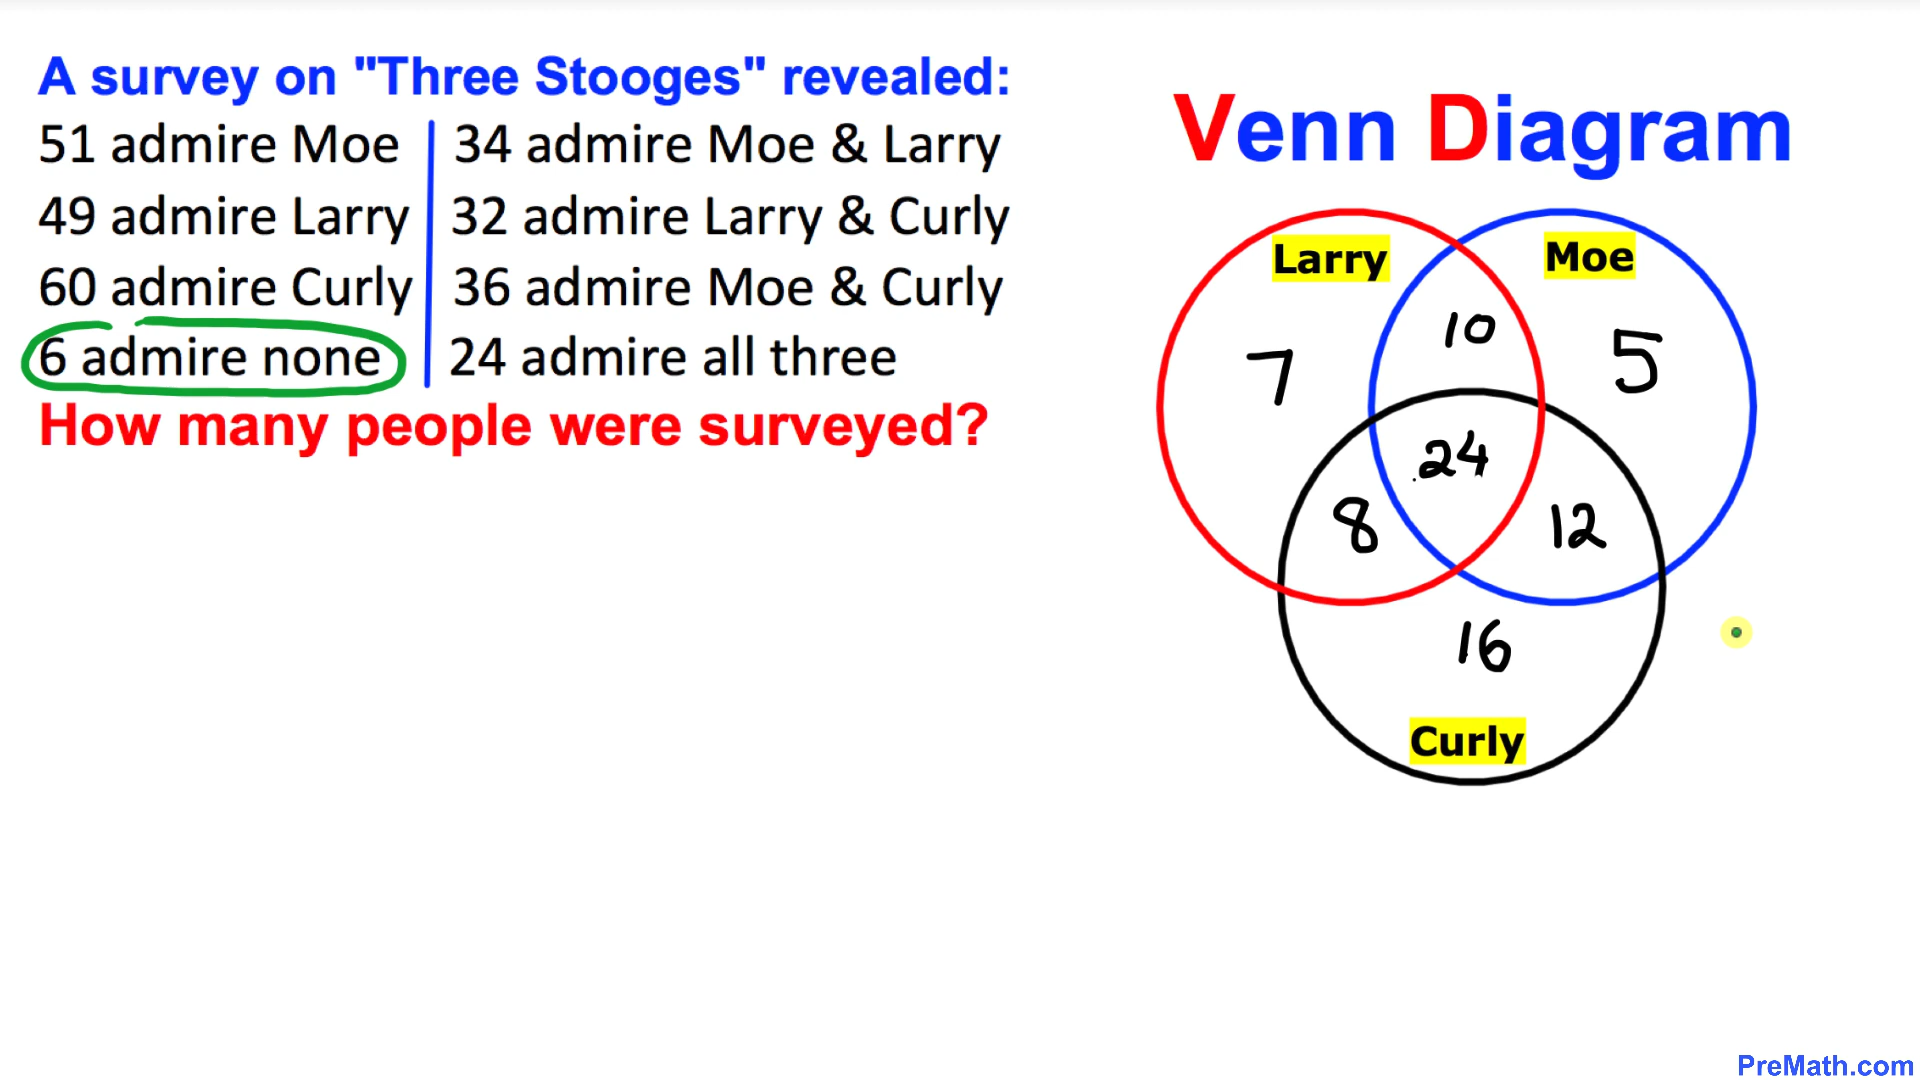 A survey on "Three Stooges" revealed:
51 admire Moe
49 admire Larry
60 admire Curly
6 admire none
34 admire Moe & Larry
32 admire Larry & Curly
36 admire Moe & Curly
24 admire all three
How many people were surveyed?
Venn Diagram
Larry
Moe
10
7
5
24
8
12
16
Curly
PreMath.com